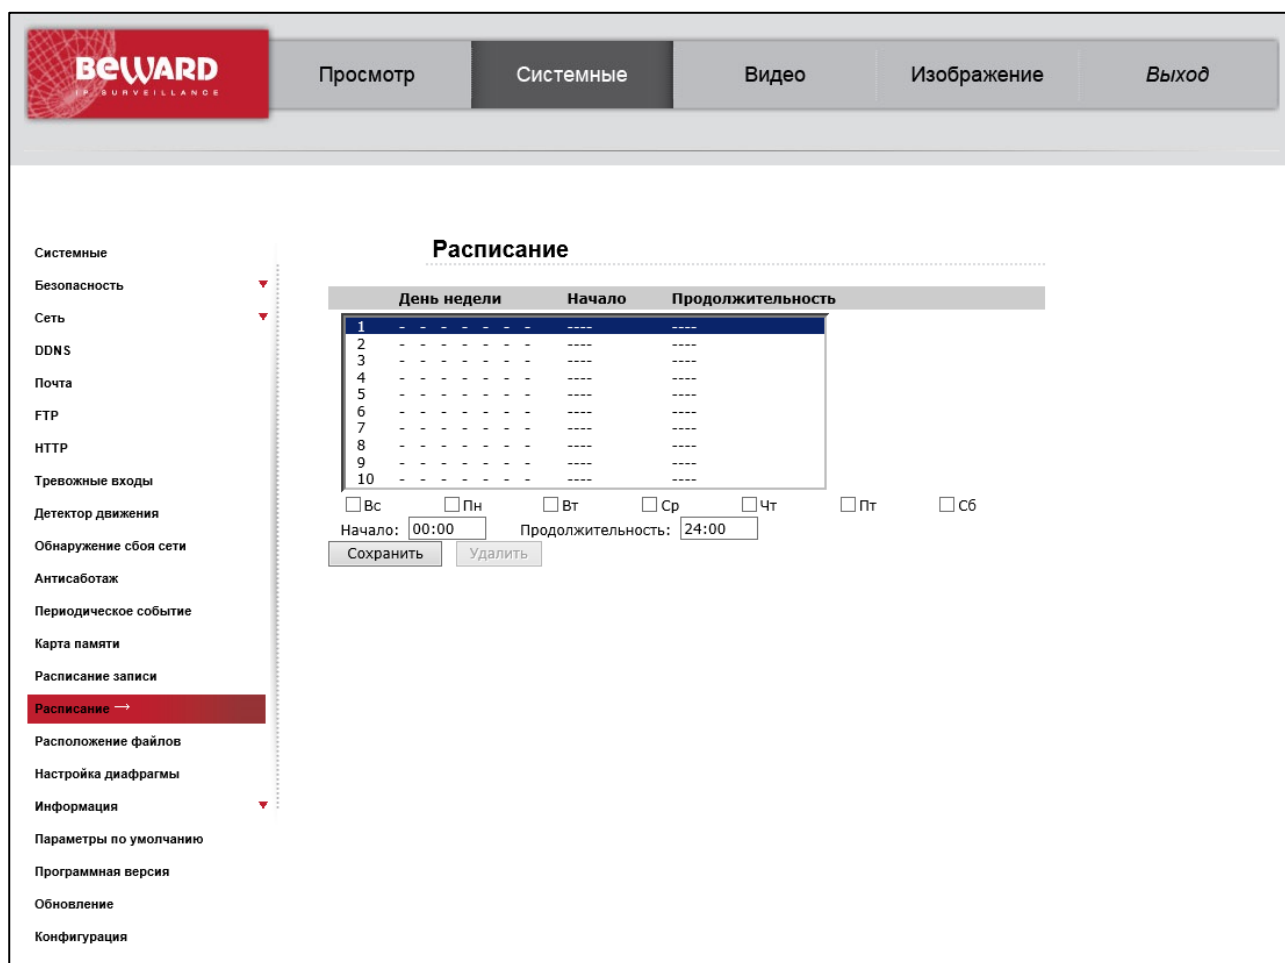 BEWARD
IP SURVEILLANCE
Просмотр Системные Видео Изображение Выход
Расписание
Системные
Безопасность
Сеть
DDNS
Почта
FTP
HTTP
Тревожные входы
Детектор движения
Обнаружение сбоя сети
Антисаботаж
Периодическое событие
Карта памяти
Расписание записи
Расписание →
Расположение файлов
Настройка диафрагмы
Информация
Параметры по умолчанию
Программная версия
Обновление
Конфигурация
День недели Начало Продолжительность
1 - - - - - - - ---- ----
2 - - - - - - - ---- ----
3 - - - - - - - ---- ----
4 - - - - - - - ---- ----
5 - - - - - - - ---- ----
6 - - - - - - - ---- ----
7 - - - - - - - ---- ----
8 - - - - - - - ---- ----
9 - - - - - - - ---- ----
10 - - - - - - - ---- ----
Вс Пн Вт Ср Чт Пт Сб
Начало: 00:00 Продолжительность: 24:00
Сохранить Удалить